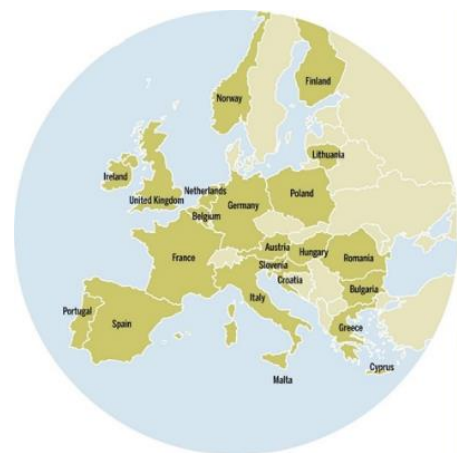 Finland
Norway
Lithuania
Ireland
Netherlands
Poland
United Kingdom
Germany
Belgium
Austria
Hungary
France
Romania
Slovenia
Croatia
Bulgaria
Italy
Portugal
Spain
Greece
Cyprus
Malta